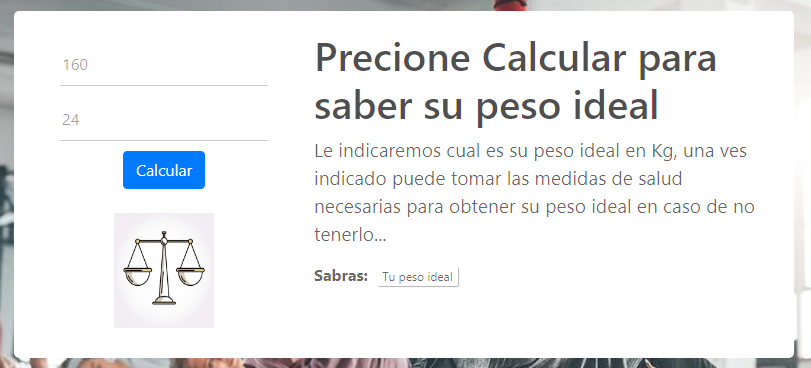 160
24
Calcular
Precione Calcular para
saber su peso ideal
Le indicaremos cual es su peso ideal en Kg, una ves
indicado puede tomar las medidas de salud
necesarias para obtener su peso ideal en caso de no
tenerlo...
Sabras: Tu peso ideal